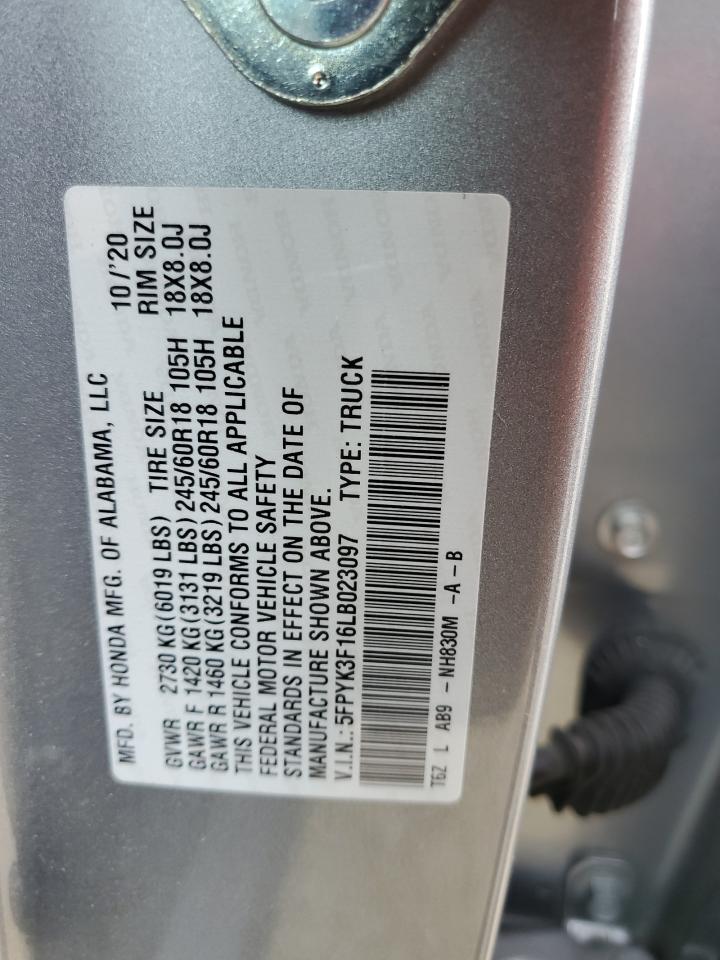 MFD. BY HONDA MFG. OF ALABAMA, LLC 10/'20
GVWR 2730 KG(6019 LBS) TIRE SIZE RIM SIZE
GAWR F 1420 KG(3131 LBS) 245/60R18 105H 18X8.0J
GAWR R 1460 KG(3219 LBS) 245/60R18 105H 18X8.0J
THIS VEHICLE CONFORMS TO ALL APPLICABLE
FEDERAL MOTOR VEHICLE SAFETY
STANDARDS IN EFFECT ON THE DATE OF
MANUFACTURE SHOWN ABOVE.
V.I.N.: 5FPYK3F16LB023097 TYPE: TRUCK
T6Z L AB9 - NH830M -A-B